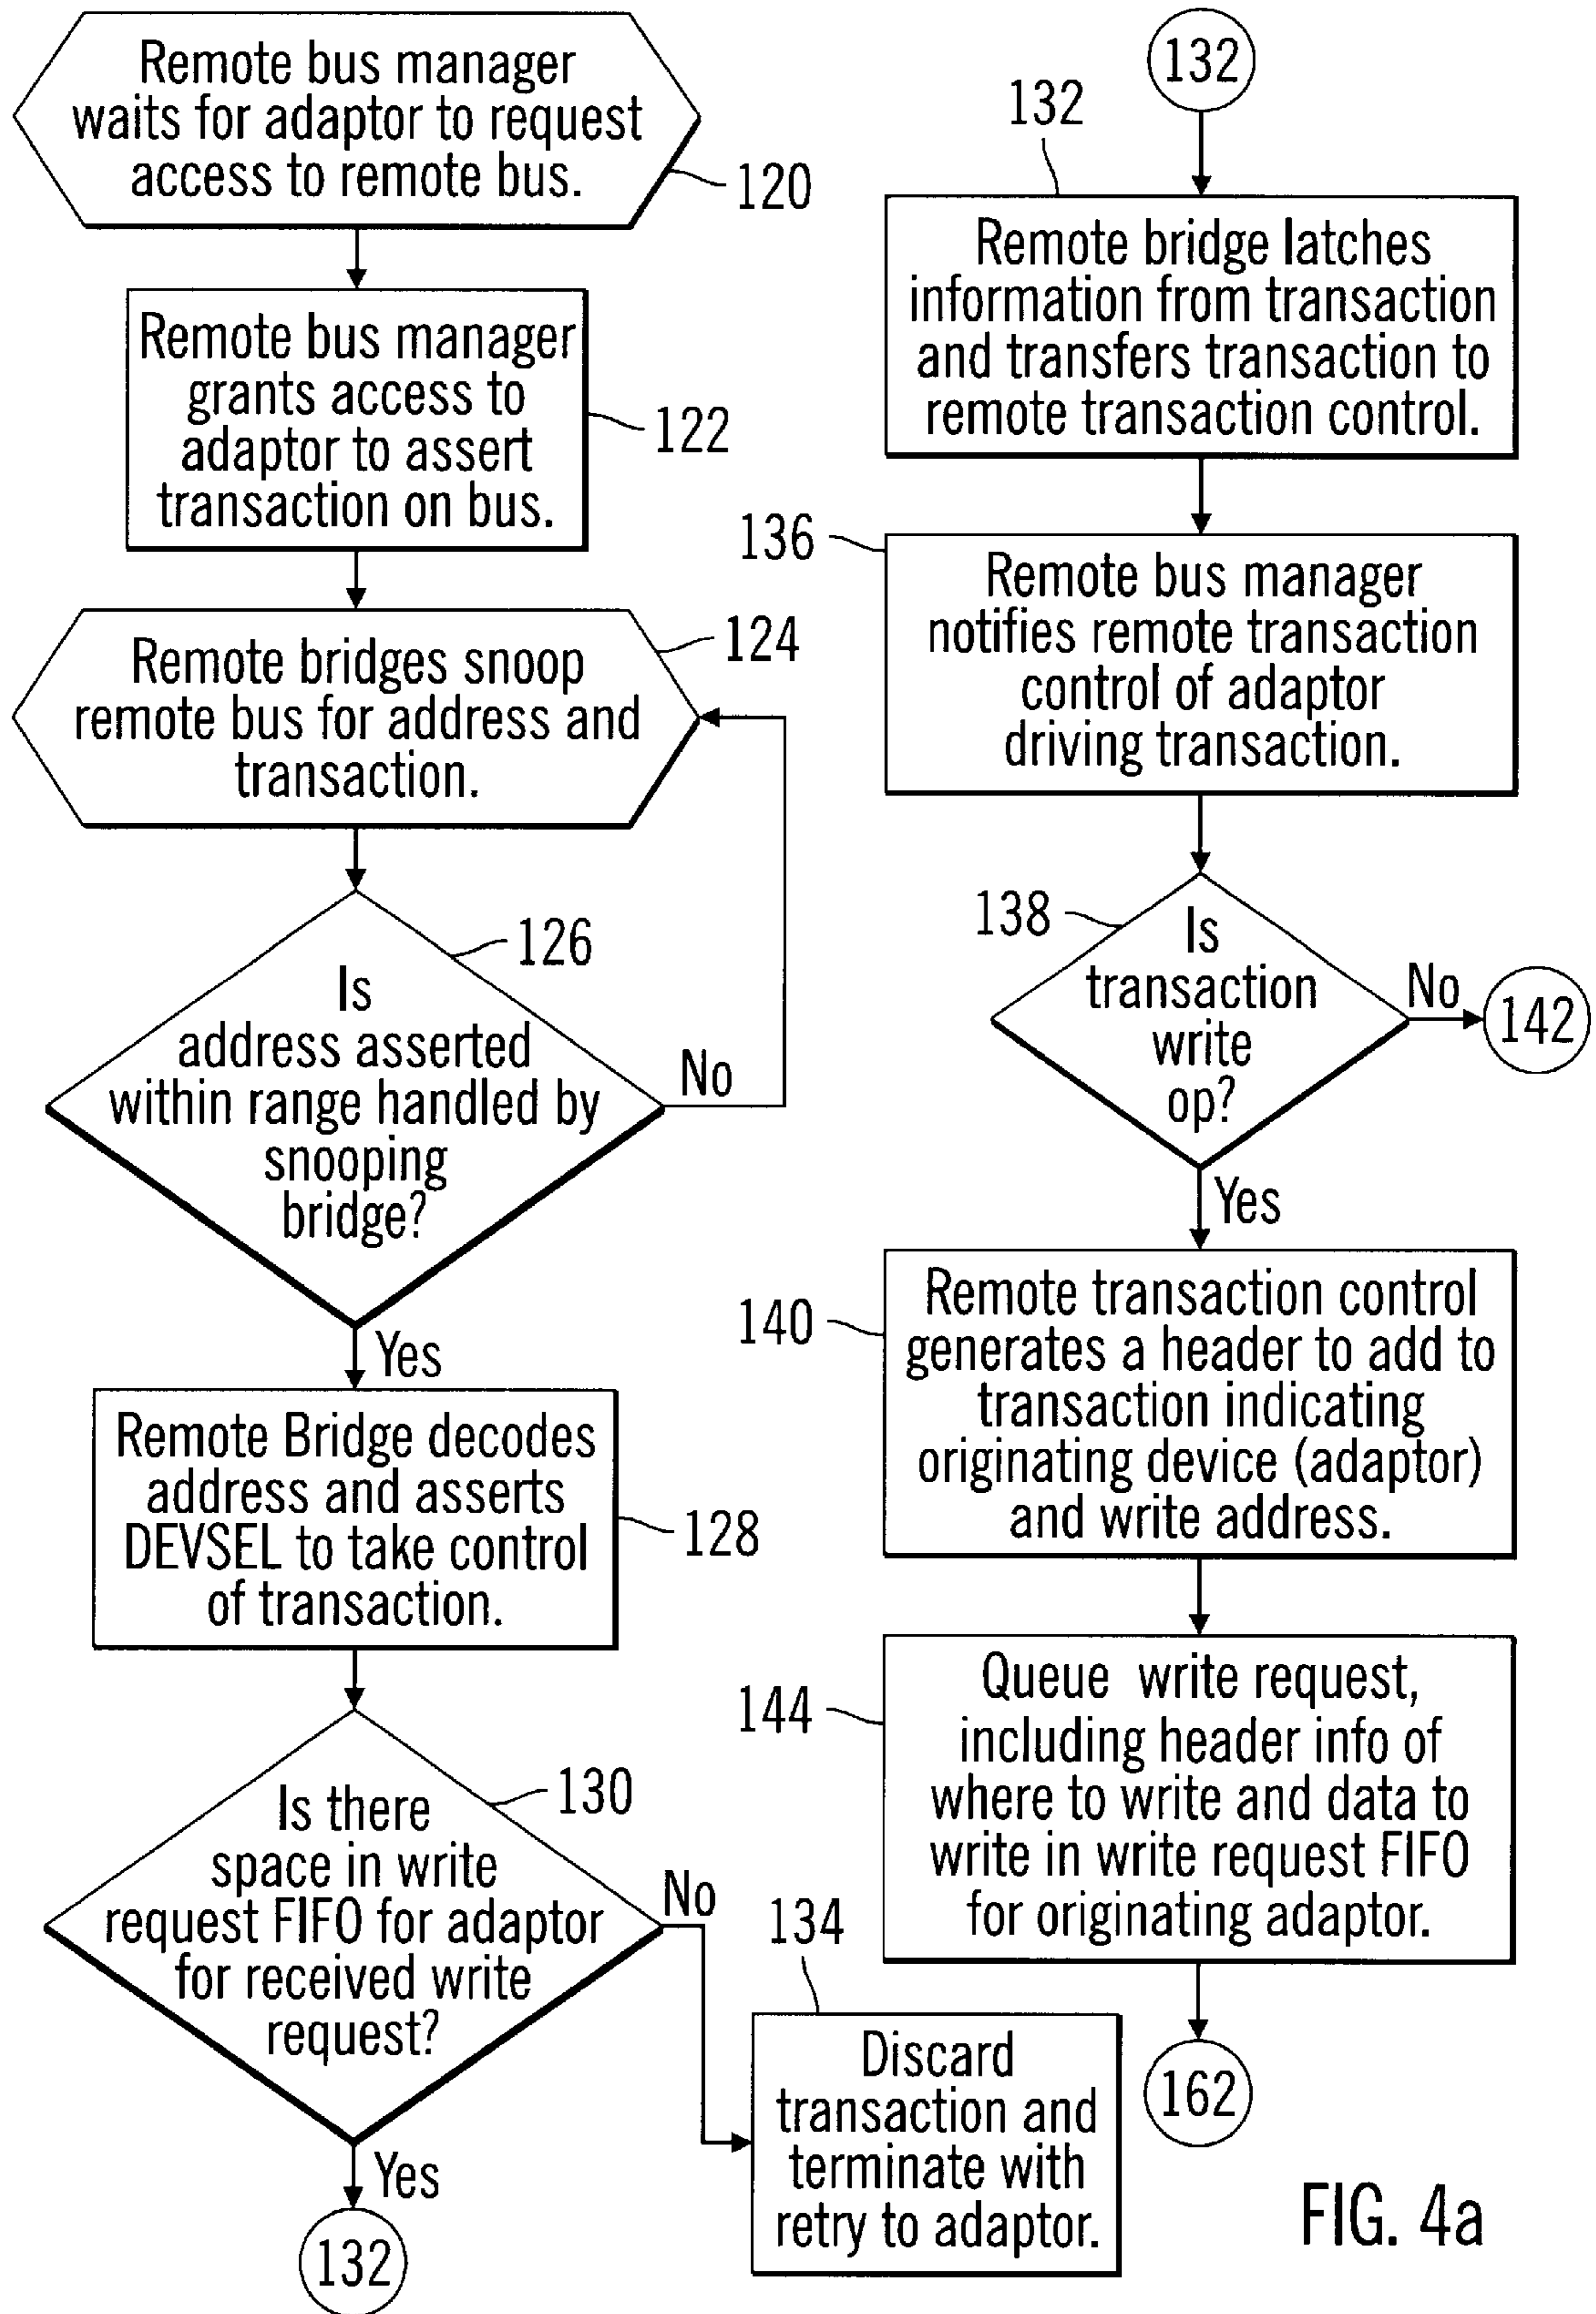 Remote bus manager
waits for adaptor to request
access to remote bus.
120
Remote bus manager
grants access to
adaptor to assert
transaction on bus.
122
Remote bridges snoop
remote bus for address and
transaction.
124
Is
address asserted
within range handled by
snooping
bridge?
126
No
Yes
Remote Bridge decodes
address and asserts
DEVSEL to take control
of transaction.
128
Is there
space in write
request FIFO for adaptor
for received write
request?
130
No
Yes
132
134
Discard
transaction and
terminate with
retry to adaptor.
132
132
Remote bridge latches
information from transaction
and transfers transaction to
remote transaction control.
136
Remote bus manager
notifies remote transaction
control of adaptor
driving transaction.
138
Is
transaction
write
op?
No
142
Yes
140
Remote transaction control
generates a header to add to
transaction indicating
originating device (adaptor)
and write address.
144
Queue write request,
including header info of
where to write and data to
write in write request FIFO
for originating adaptor.
162
FIG. 4a